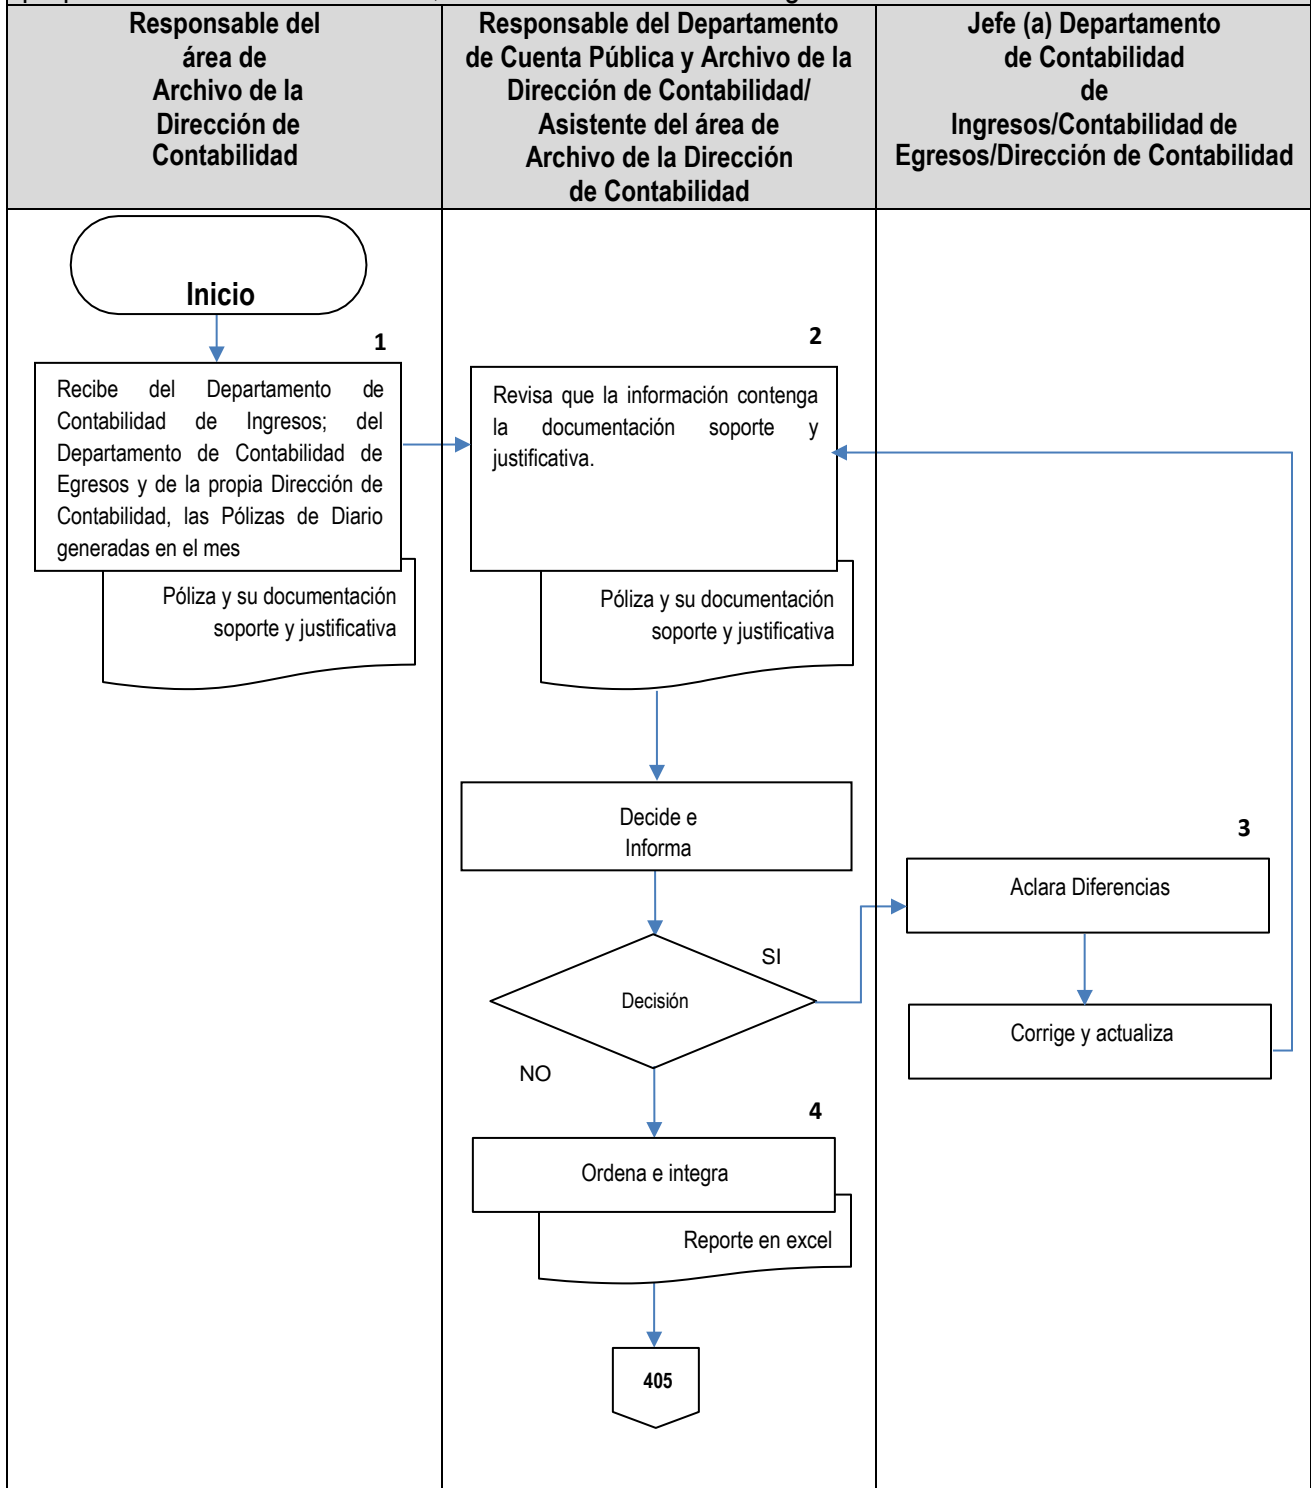 Responsable del
área de
Archivo de la
Dirección de
Contabilidad
Responsable del Departamento
de Cuenta Pública y Archivo de la
Dirección de Contabilidad/
Asistente del área de
Archivo de la Dirección
de Contabilidad
Jefe (a) Departamento
de Contabilidad
de
Ingresos/Contabilidad de
Egresos/Dirección de Contabilidad
Inicio
1
Recibe del Departamento de
Contabilidad de Ingresos; del
Departamento de Contabilidad de
Egresos y de la propia Dirección de
Contabilidad, las Pólizas de Diario
generadas en el mes
Póliza y su documentación
soporte y justificativa
2
Revisa que la información contenga
la documentación soporte y
justificativa.
Póliza y su documentación
soporte y justificativa
Decide e
Informa
Decisión
SI
NO
3
Aclara Diferencias
Corrige y actualiza
4
Ordena e integra
Reporte en excel
405